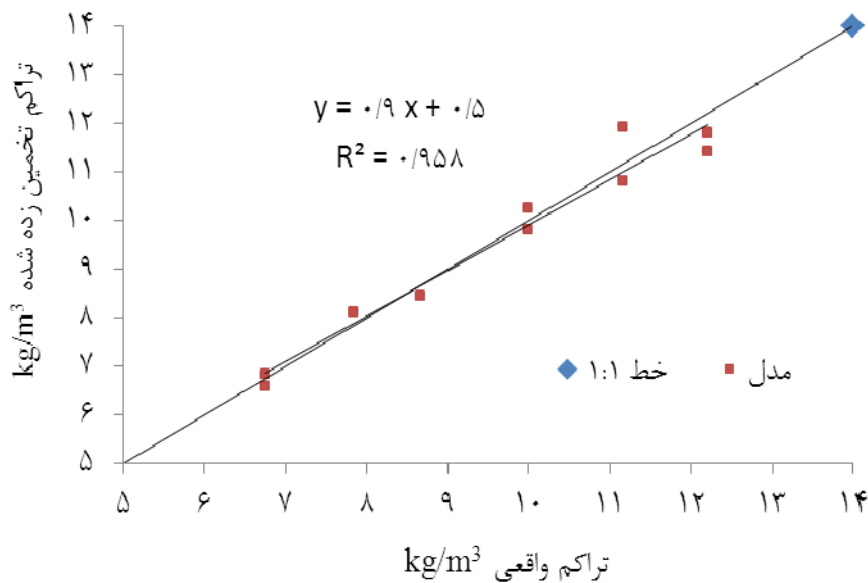 تراکم تخمین زده شده kg/m³
۱۴
۱۳
۱۲
۱۱
۱۰
۹
۸
۷
۶
۵
y = ۰/۹ x + ۰/۵
R² = ۰/۹۵۸
خط ۱:۱ مدل
۵ ۶ ۷ ۸ ۹ ۱۰ ۱۱ ۱۲ ۱۳ ۱۴
تراکم واقعی kg/m³